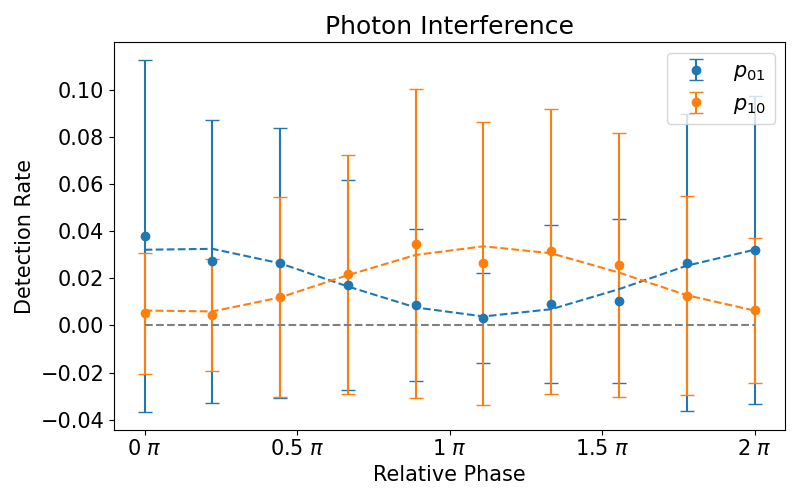 Photon Interference
Detection Rate
0.10
0.08
0.06
0.04
0.02
0.00
−0.02
−0.04
p01
p10
0 π
0.5 π
1 π
1.5 π
2 π
Relative Phase